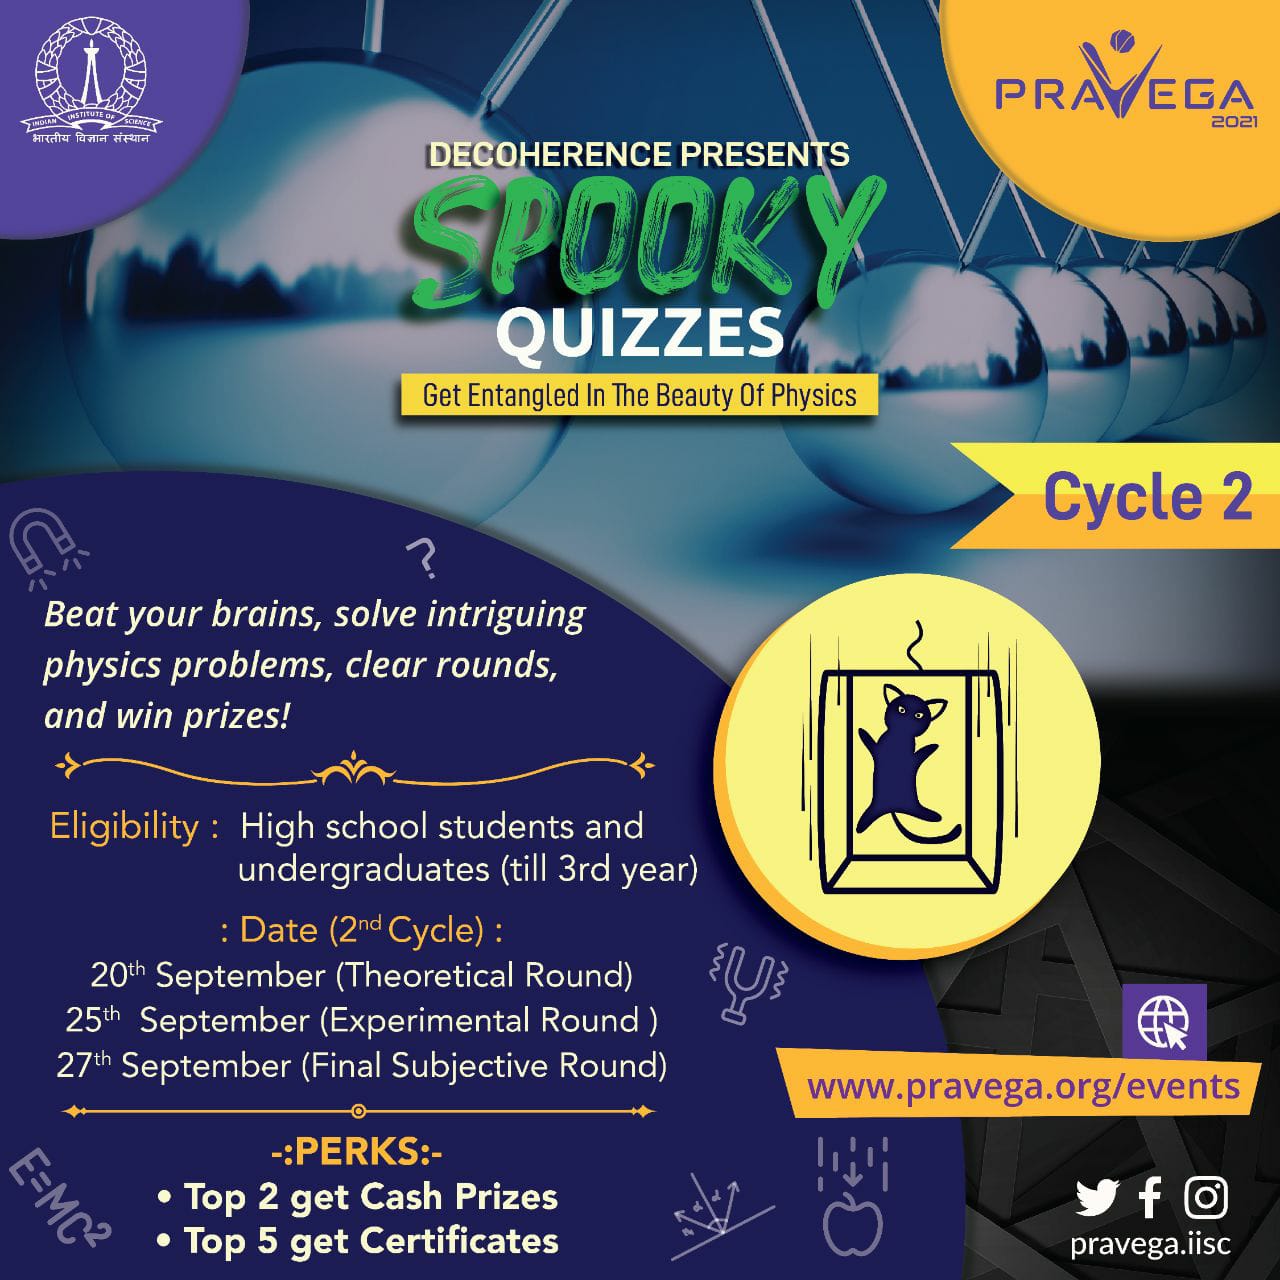 INDIAN INSTITUTE OF SCIENCE
भारतीय विज्ञान संस्थान
PRAVEGA
2021
DECOHERENCE PRESENTS
SPOOKY
QUIZZES
Get Entangled In The Beauty Of Physics
Cycle 2
?
Beat your brains, solve intriguing
physics problems, clear rounds,
and win prizes!
Eligibility : High school students and
undergraduates (till 3rd year)
: Date (2nd Cycle) :
20th September (Theoretical Round)
25th September (Experimental Round )
27th September (Final Subjective Round)
www.pravega.org/events
-:PERKS:-
• Top 2 get Cash Prizes
• Top 5 get Certificates
E=MC2
pravega.iisc